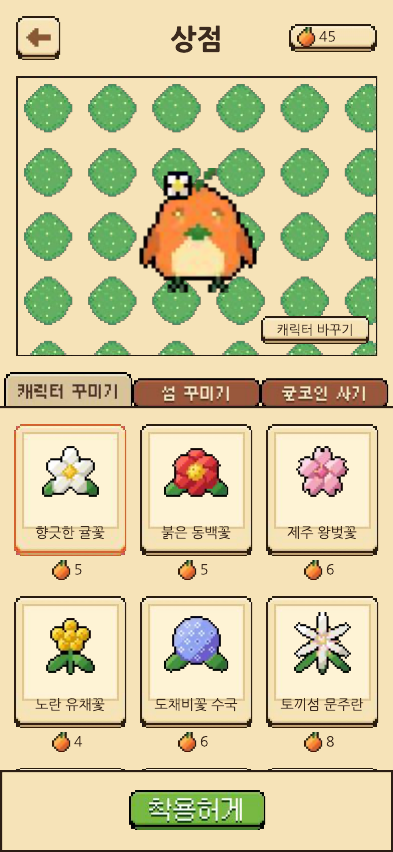 상점
45
캐릭터 바꾸기
캐릭터 꾸미기
섬 꾸미기
귤코인 사기
향긋한 귤꽃
붉은 동백꽃
제주 왕벚꽃
5
5
6
노란 유채꽃
도채비꽃 수국
토끼섬 문주란
4
6
8
착용허게